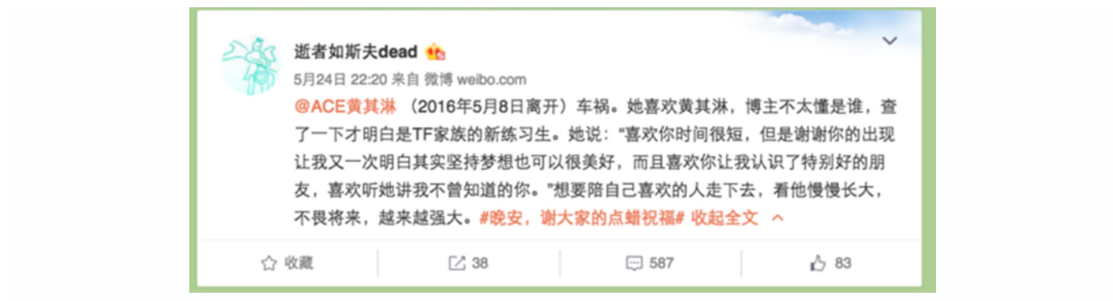 逝者如斯夫dead
5月24日 22:20 来自 微博 weibo.com
@ACE黄其淋 （2016年5月8日离开）车祸。她喜欢黄其淋，博主不太懂是谁，查
了一下才明白是TF家族的新练习生。她说：“喜欢你时间很短，但是谢谢你的出现
让我又一次明白其实坚持梦想也可以很美好，而且喜欢你让我认识了特别好的朋
友，喜欢听她讲我不曾知道的你。”想要陪自己喜欢的人走下去，看他慢慢长大，
不畏将来，越来越强大。#晚安，谢大家的点蜡祝福# 收起全文
收藏 38 587 83